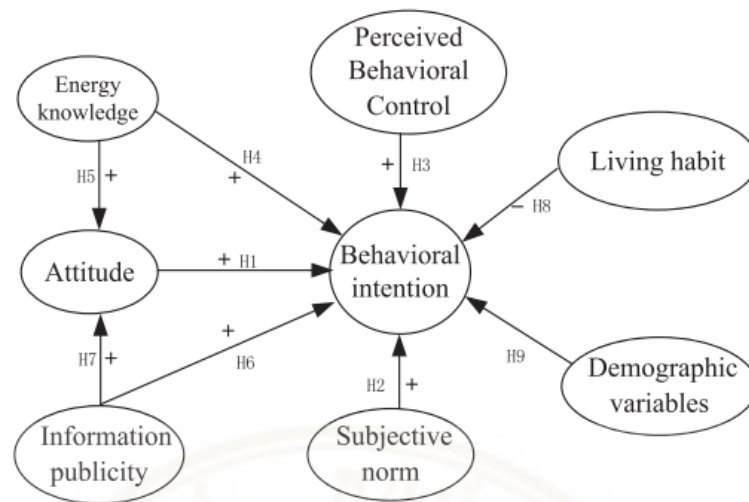 Perceived
Behavioral
Control
Energy
knowledge
H4
+
H5 +
+ H3
Living habit
− H8
Attitude
+ H1
Behavioral
intention
H7 +
+
H6
H2 +
H9
Demographic
variables
Information
publicity
Subjective
norm